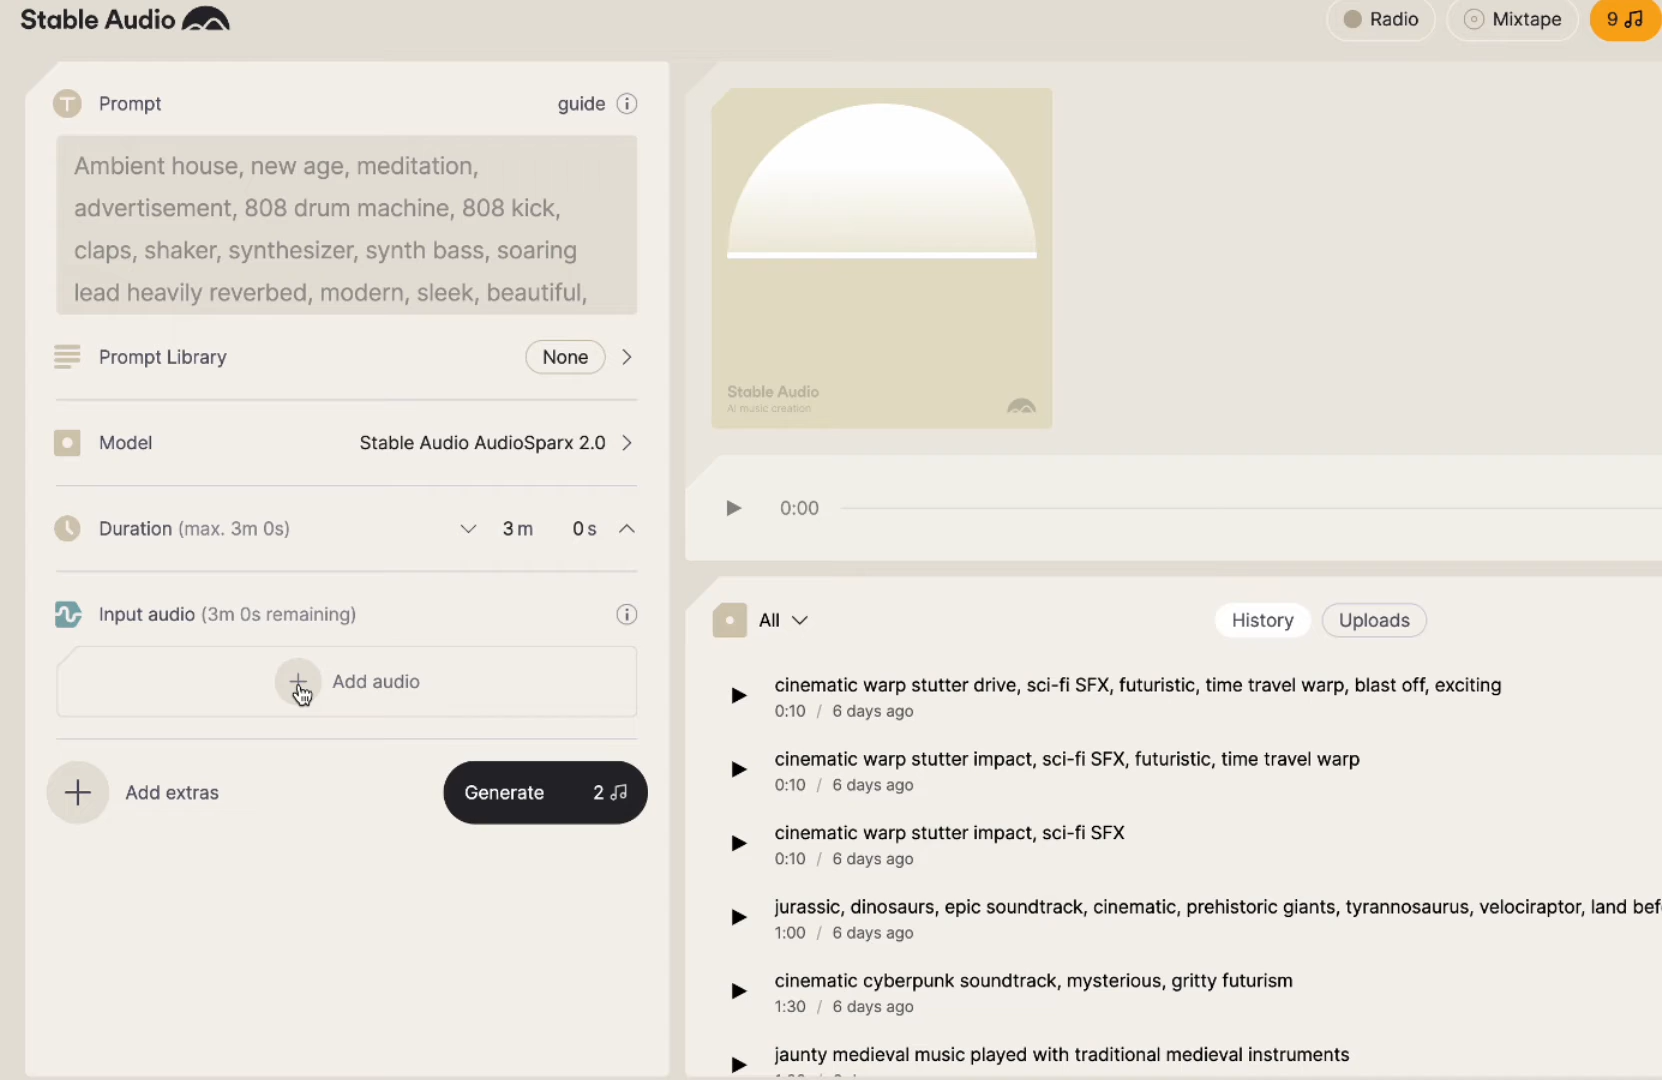 Stable Audio
Radio
Mixtape
9
Prompt
guide
Ambient house, new age, meditation,
advertisement, 808 drum machine, 808 kick,
claps, shaker, synthesizer, synth bass, soaring
lead heavily reverbed, modern, sleek, beautiful,
Prompt Library
None
Model
Stable Audio AudioSparx 2.0
Duration (max. 3m 0s)
3 m 0 s
Input audio (3m 0s remaining)
Add audio
Add extras
Generate 2
Stable Audio
AI music creation
0:00
All
History
Uploads
cinematic warp stutter drive, sci-fi SFX, futuristic, time travel warp, blast off, exciting
0:10 / 6 days ago
cinematic warp stutter impact, sci-fi SFX, futuristic, time travel warp
0:10 / 6 days ago
cinematic warp stutter impact, sci-fi SFX
0:10 / 6 days ago
jurassic, dinosaurs, epic soundtrack, cinematic, prehistoric giants, tyrannosaurus, velociraptor, land bef
1:00 / 6 days ago
cinematic cyberpunk soundtrack, mysterious, gritty futurism
1:30 / 6 days ago
jaunty medieval music played with traditional medieval instruments